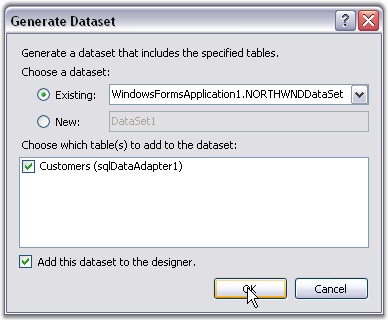 Generate Dataset
Generate a dataset that includes the specified tables.
Choose a dataset:
Existing: WindowsFormsApplication1.NORTHWNDDataSet
New: DataSet1
Choose which table(s) to add to the dataset:
Customers (sqlDataAdapter1)
Add this dataset to the designer.
OK Cancel